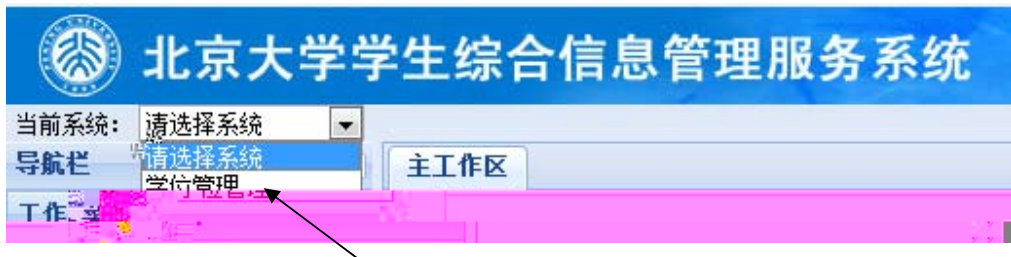 北京大学学生综合信息管理服务系统
当前系统： 请选择系统
导航栏 请选择系统 主工作区
学位管理
工作